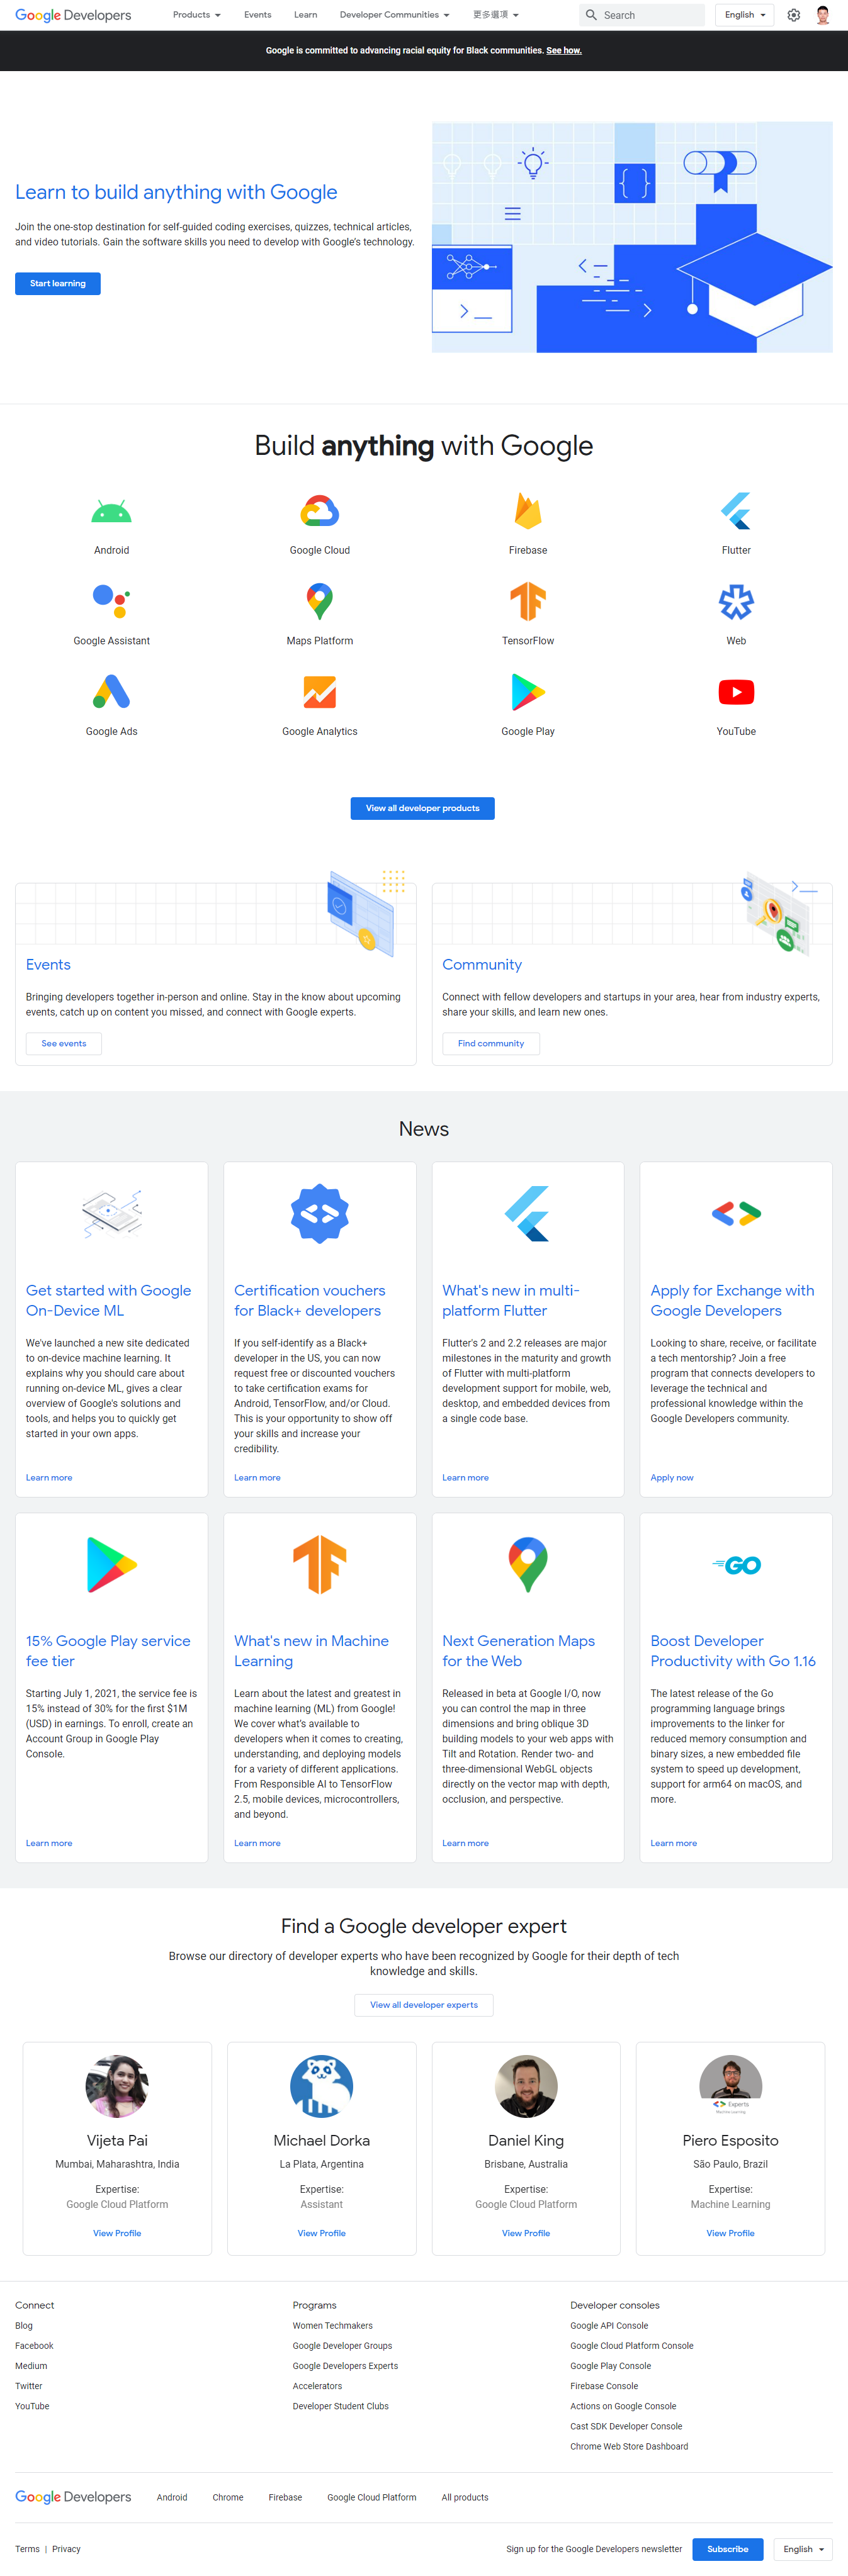 Google Developers
Products
Events
Learn
Developer Communities
更多選項
Search
English
Google is committed to advancing racial equity for Black communities. See how.
Learn to build anything with Google
Join the one-stop destination for self-guided coding exercises, quizzes, technical articles,
and video tutorials. Gain the software skills you need to develop with Google's technology.
Start learning
Build anything with Google
Android
Google Cloud
Firebase
Flutter
Google Assistant
Maps Platform
TensorFlow
Web
Google Ads
Google Analytics
Google Play
YouTube
View all developer products
Events
Bringing developers together in-person and online. Stay in the know about upcoming
events, catch up on content you missed, and connect with Google experts.
See events
Community
Connect with fellow developers and startups in your area, hear from industry experts,
share your skills, and learn new ones.
Find community
News
Get started with Google
On-Device ML
We've launched a new site dedicated
to on-device machine learning. It
explains why you should care about
running on-device ML, gives a clear
overview of Google's solutions and
tools, and helps you to quickly get
started in your own apps.
Learn more
Certification vouchers
for Black+ developers
If you self-identify as a Black+
developer in the US, you can now
request free or discounted vouchers
to take certification exams for
Android, TensorFlow, and/or Cloud.
This is your opportunity to show off
your skills and increase your
credibility.
Learn more
What's new in multi-
platform Flutter
Flutter's 2 and 2.2 releases are major
milestones in the maturity and growth
of Flutter with multi-platform
development support for mobile, web,
desktop, and embedded devices from
a single code base.
Learn more
Apply for Exchange with
Google Developers
Looking to share, receive, or facilitate
a tech mentorship? Join a free
program that connects developers to
leverage the technical and
professional knowledge within the
Google Developers community.
Apply now
15% Google Play service
fee tier
Starting July 1, 2021, the service fee is
15% instead of 30% for the first $1M
(USD) in earnings. To enroll, create an
Account Group in Google Play
Console.
Learn more
What's new in Machine
Learning
Learn about the latest and greatest in
machine learning (ML) from Google!
We cover what's available to
developers when it comes to creating,
understanding, and deploying models
for a variety of different applications.
From Responsible AI to TensorFlow
2.5, mobile devices, microcontrollers,
and beyond.
Learn more
Next Generation Maps
for the Web
Released in beta at Google I/O, now
you can control the map in three
dimensions and bring oblique 3D
building models to your web apps with
Tilt and Rotation. Render two- and
three-dimensional WebGL objects
directly on the vector map with depth,
occlusion, and perspective.
Learn more
GO
Boost Developer
Productivity with Go 1.16
The latest release of the Go
programming language brings
improvements to the linker for
reduced memory consumption and
binary sizes, a new embedded file
system to speed up development,
support for arm64 on macOS, and
more.
Learn more
Find a Google developer expert
Browse our directory of developer experts who have been recognized by Google for their depth of tech
knowledge and skills.
View all developer experts
Vijeta Pai
Mumbai, Maharashtra, India
Expertise:
Google Cloud Platform
View Profile
Michael Dorka
La Plata, Argentina
Expertise:
Assistant
View Profile
Daniel King
Brisbane, Australia
Expertise:
Google Cloud Platform
View Profile
Experts
Machine Learning
Piero Esposito
São Paulo, Brazil
Expertise:
Machine Learning
View Profile
Connect
Blog
Facebook
Medium
Twitter
YouTube
Programs
Women Techmakers
Google Developer Groups
Google Developers Experts
Accelerators
Developer Student Clubs
Developer consoles
Google API Console
Google Cloud Platform Console
Google Play Console
Firebase Console
Actions on Google Console
Cast SDK Developer Console
Chrome Web Store Dashboard
Google Developers
Android
Chrome
Firebase
Google Cloud Platform
All products
Terms | Privacy
Sign up for the Google Developers newsletter
Subscribe
English